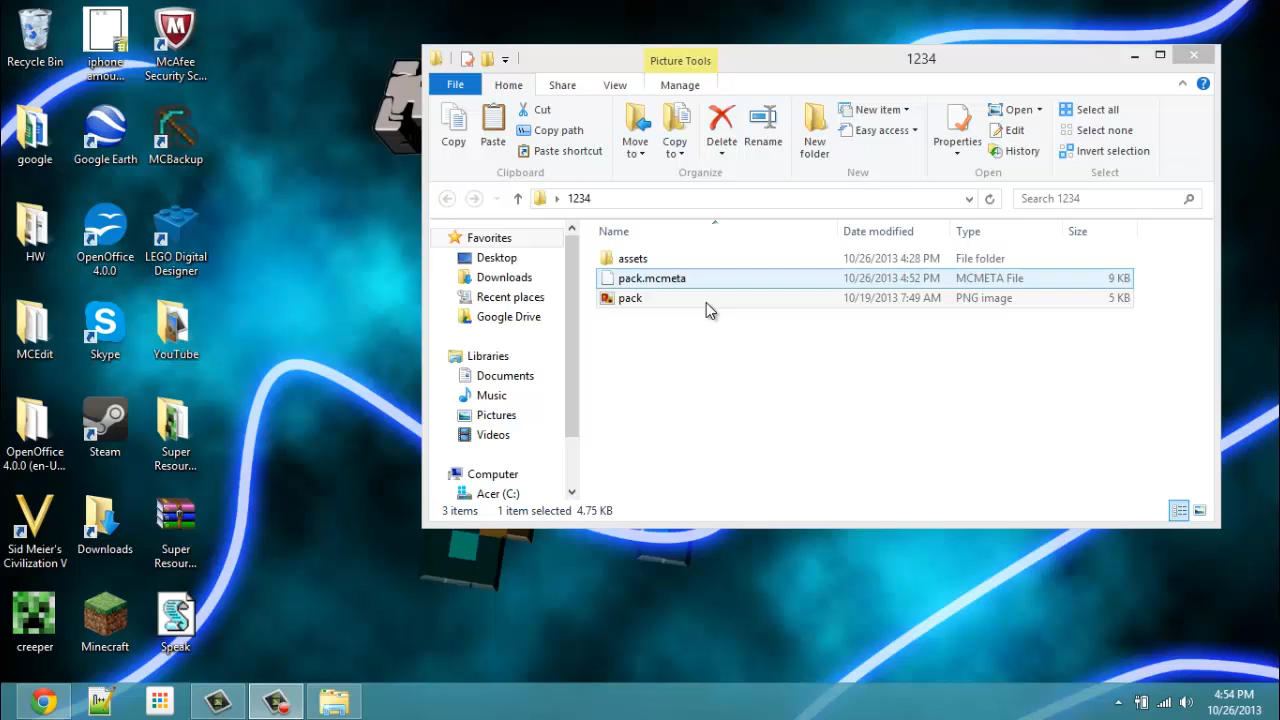 Recycle Bin
iphone amou...
McAfee Security Sc...
google
Google Earth
MCBackup
HW
OpenOffice 4.0.0
LEGO Digital Designer
MCEdit
Skype
YouTube
OpenOffice 4.0.0 (en-U...
Steam
Super Resour...
Sid Meier's Civilization V
Downloads
Super Resour...
creeper
Minecraft
Speak
Picture Tools
1234
File
Home
Share
View
Manage
Copy
Paste
Cut
Copy path
Paste shortcut
Clipboard
Move to
Copy to
Delete
Rename
Organize
New folder
New item
Easy access
New
Properties
Open
Edit
History
Open
Select all
Select none
Invert selection
Select
1234
Search 1234
Favorites
Desktop
Downloads
Recent places
Google Drive
Libraries
Documents
Music
Pictures
Videos
Computer
Acer (C:)
Name Date modified Type Size
assets 10/26/2013 4:28 PM File folder
pack.mcmeta 10/26/2013 4:52 PM MCMETA File 9 KB
pack 10/19/2013 7:49 AM PNG image 5 KB
3 items 1 item selected 4.75 KB
4:54 PM
10/26/2013